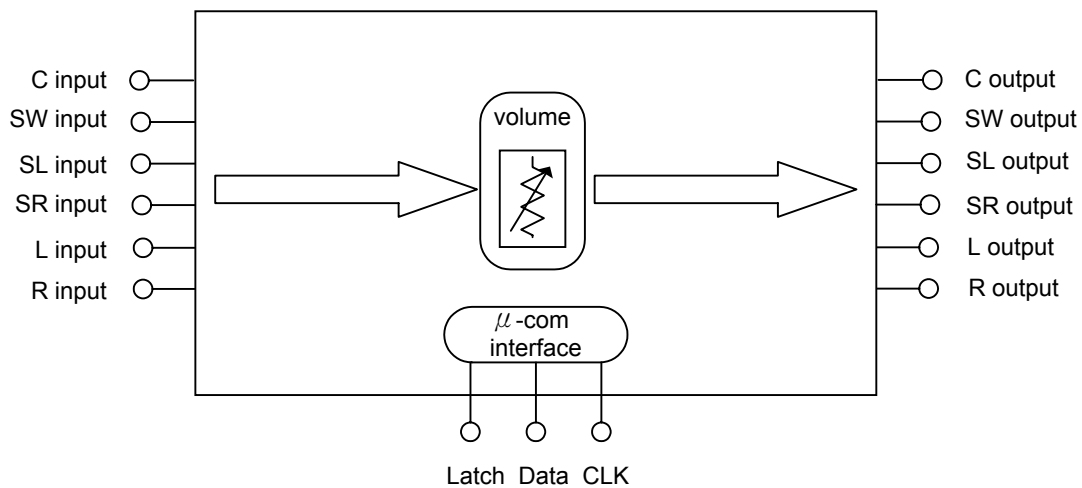 C input
SW input
SL input
SR input
L input
R input
volume
μ-com
interface
Latch Data CLK
C output
SW output
SL output
SR output
L output
R output